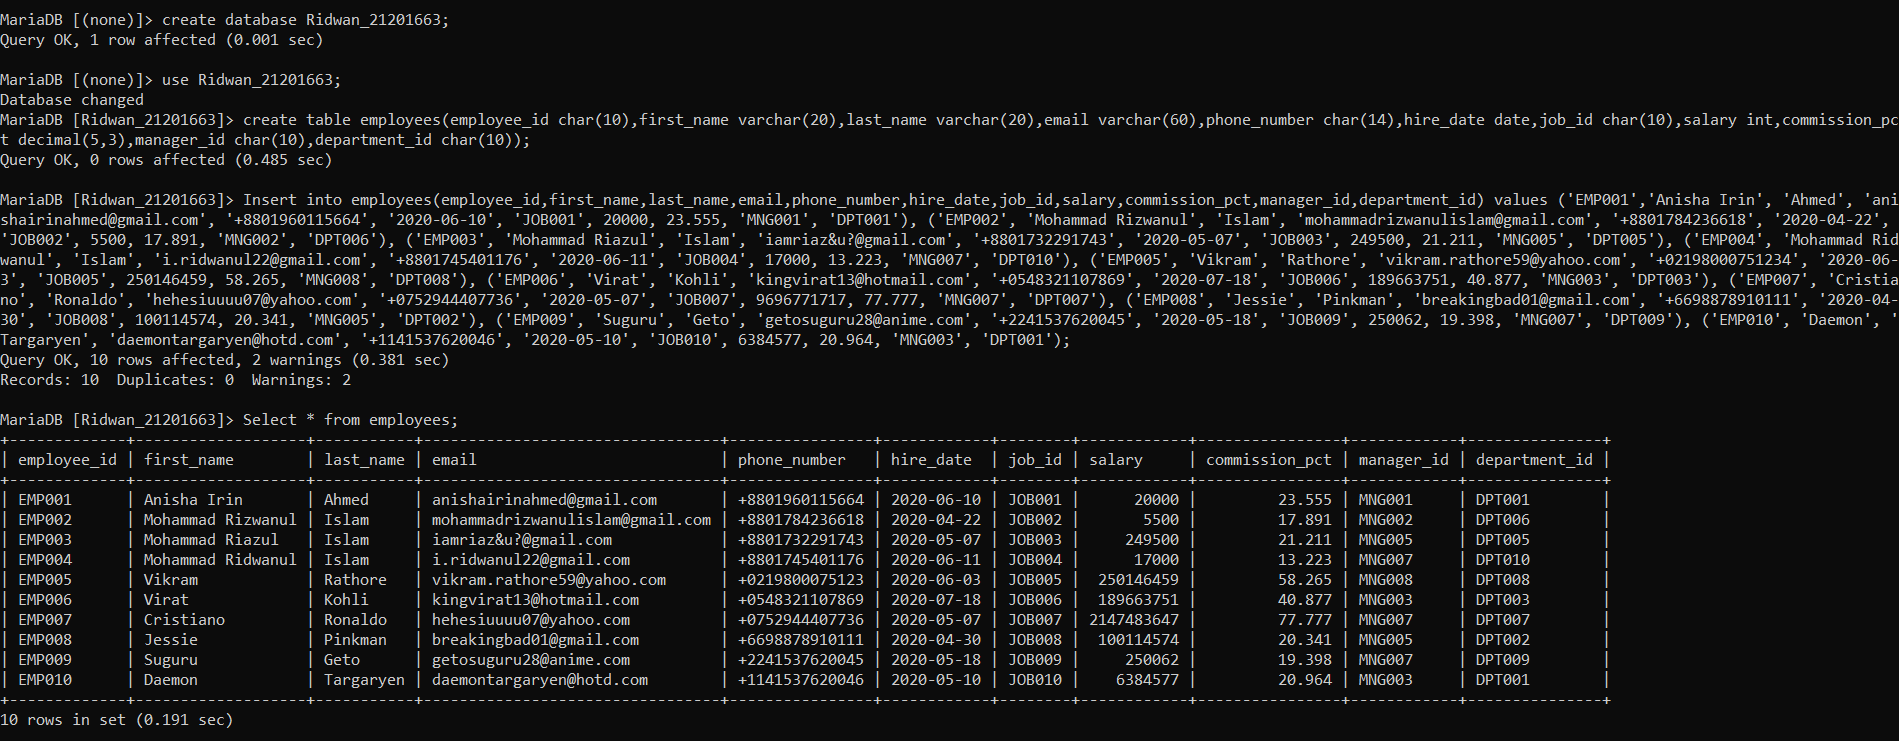 MariaDB [(none)]> create database Ridwan_21201663;
Query OK, 1 row affected (0.001 sec)
MariaDB [(none)]> use Ridwan_21201663;
Database changed
MariaDB [Ridwan_21201663]> create table employees(employee_id char(10),first_name varchar(20),last_name varchar(20),email varchar(60),phone_number char(14),hire_date date,job_id char(10),salary int,commission_pc
t decimal(5,3),manager_id char(10),department_id char(10));
Query OK, 0 rows affected (0.485 sec)
MariaDB [Ridwan_21201663]> Insert into employees(employee_id,first_name,last_name,email,phone_number,hire_date,job_id,salary,commission_pct,manager_id,department_id) values ('EMP001','Anisha Irin', 'Ahmed', 'ani
shairinahmed@gmail.com', '+8801960115664', '2020-06-10', 'JOB001', 20000, 23.555, 'MNG001', 'DPT001'), ('EMP002', 'Mohammad Rizwanul', 'Islam', 'mohammadrizwanulislam@gmail.com', '+8801784236618', '2020-04-22',
'JOB002', 5500, 17.891, 'MNG002', 'DPT006'), ('EMP003', 'Mohammad Riazul', 'Islam', 'iamriaz&u?@gmail.com', '+8801732291743', '2020-05-07', 'JOB003', 249500, 21.211, 'MNG005', 'DPT005'), ('EMP004', 'Mohammad Rid
wanul', 'Islam', 'i.ridwanul22@gmail.com', '+8801745401176', '2020-06-11', 'JOB004', 17000, 13.223, 'MNG007', 'DPT010'), ('EMP005', 'Vikram', 'Rathore', 'vikram.rathore59@yahoo.com', '+02198000751234', '2020-06-
3', 'JOB005', 250146459, 58.265, 'MNG008', 'DPT008'), ('EMP006', 'Virat', 'Kohli', 'kingvirat13@hotmail.com', '+0548321107869', '2020-07-18', 'JOB006', 189663751, 40.877, 'MNG003', 'DPT003'), ('EMP007', 'Cristia
no', 'Ronaldo', 'hehesiuuuu07@yahoo.com', '+0752944407736', '2020-05-07', 'JOB007', 9696771717, 77.777, 'MNG007', 'DPT007'), ('EMP008', 'Jessie', 'Pinkman', 'breakingbad01@gmail.com', '+6698878910111', '2020-04-
30', 'JOB008', 100114574, 20.341, 'MNG005', 'DPT002'), ('EMP009', 'Suguru', 'Geto', 'getosuguru28@anime.com', '+2241537620045', '2020-05-18', 'JOB009', 250062, 19.398, 'MNG007', 'DPT009'), ('EMP010', 'Daemon', '
Targaryen', 'daemontargaryen@hotd.com', '+1141537620046', '2020-05-10', 'JOB010', 6384577, 20.964, 'MNG003', 'DPT001');
Query OK, 10 rows affected, 2 warnings (0.381 sec)
Records: 10  Duplicates: 0  Warnings: 2
MariaDB [Ridwan_21201663]> Select * from employees;
| employee_id | first_name | last_name | email | phone_number | hire_date | job_id | salary | commission_pct | manager_id | department_id |
| EMP001 | Anisha Irin | Ahmed | anishairinahmed@gmail.com | +8801960115664 | 2020-06-10 | JOB001 | 20000 | 23.555 | MNG001 | DPT001 |
| EMP002 | Mohammad Rizwanul | Islam | mohammadrizwanulislam@gmail.com | +8801784236618 | 2020-04-22 | JOB002 | 5500 | 17.891 | MNG002 | DPT006 |
| EMP003 | Mohammad Riazul | Islam | iamriaz&u?@gmail.com | +8801732291743 | 2020-05-07 | JOB003 | 249500 | 21.211 | MNG005 | DPT005 |
| EMP004 | Mohammad Ridwanul | Islam | i.ridwanul22@gmail.com | +8801745401176 | 2020-06-11 | JOB004 | 17000 | 13.223 | MNG007 | DPT010 |
| EMP005 | Vikram | Rathore | vikram.rathore59@yahoo.com | +0219800075123 | 2020-06-03 | JOB005 | 250146459 | 58.265 | MNG008 | DPT008 |
| EMP006 | Virat | Kohli | kingvirat13@hotmail.com | +0548321107869 | 2020-07-18 | JOB006 | 189663751 | 40.877 | MNG003 | DPT003 |
| EMP007 | Cristiano | Ronaldo | hehesiuuuu07@yahoo.com | +0752944407736 | 2020-05-07 | JOB007 | 2147483647 | 77.777 | MNG007 | DPT007 |
| EMP008 | Jessie | Pinkman | breakingbad01@gmail.com | +6698878910111 | 2020-04-30 | JOB008 | 100114574 | 20.341 | MNG005 | DPT002 |
| EMP009 | Suguru | Geto | getosuguru28@anime.com | +2241537620045 | 2020-05-18 | JOB009 | 250062 | 19.398 | MNG007 | DPT009 |
| EMP010 | Daemon | Targaryen | daemontargaryen@hotd.com | +1141537620046 | 2020-05-10 | JOB010 | 6384577 | 20.964 | MNG003 | DPT001 |
10 rows in set (0.191 sec)